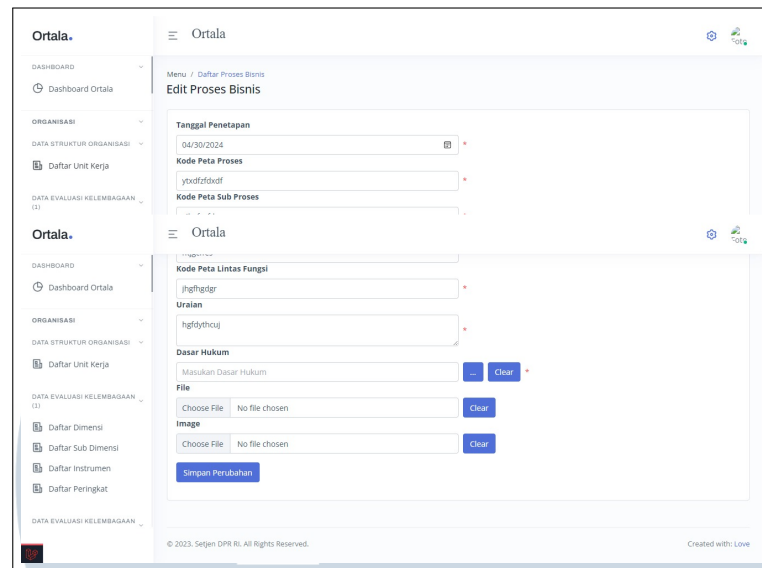 Ortala.
Ortala
Foto
DASHBOARD
Dashboard Ortala
ORGANISASI
DATA STRUKTUR ORGANISASI
Daftar Unit Kerja
DATA EVALUASI KELEMBAGAAN
(1)
Menu / Daftar Proses Bisnis
Edit Proses Bisnis
Tanggal Penetapan
04/30/2024
*
Kode Peta Proses
ytxdfzfdxdf
*
Kode Peta Sub Proses
Ortala.
Ortala
Foto
DASHBOARD
Dashboard Ortala
ORGANISASI
DATA STRUKTUR ORGANISASI
Daftar Unit Kerja
DATA EVALUASI KELEMBAGAAN
(1)
Daftar Dimensi
Daftar Sub Dimensi
Daftar Instrumen
Daftar Peringkat
DATA EVALUASI KELEMBAGAAN
Kode Peta Lintas Fungsi
jhgfhgdgr
*
Uraian
hgfdythcuj
*
Dasar Hukum
Masukan Dasar Hukum
... Clear *
File
Choose File No file chosen
Clear
Image
Choose File No file chosen
Clear
Simpan Perubahan
© 2023. Setjen DPR RI. All Rights Reserved.
Created with: Love